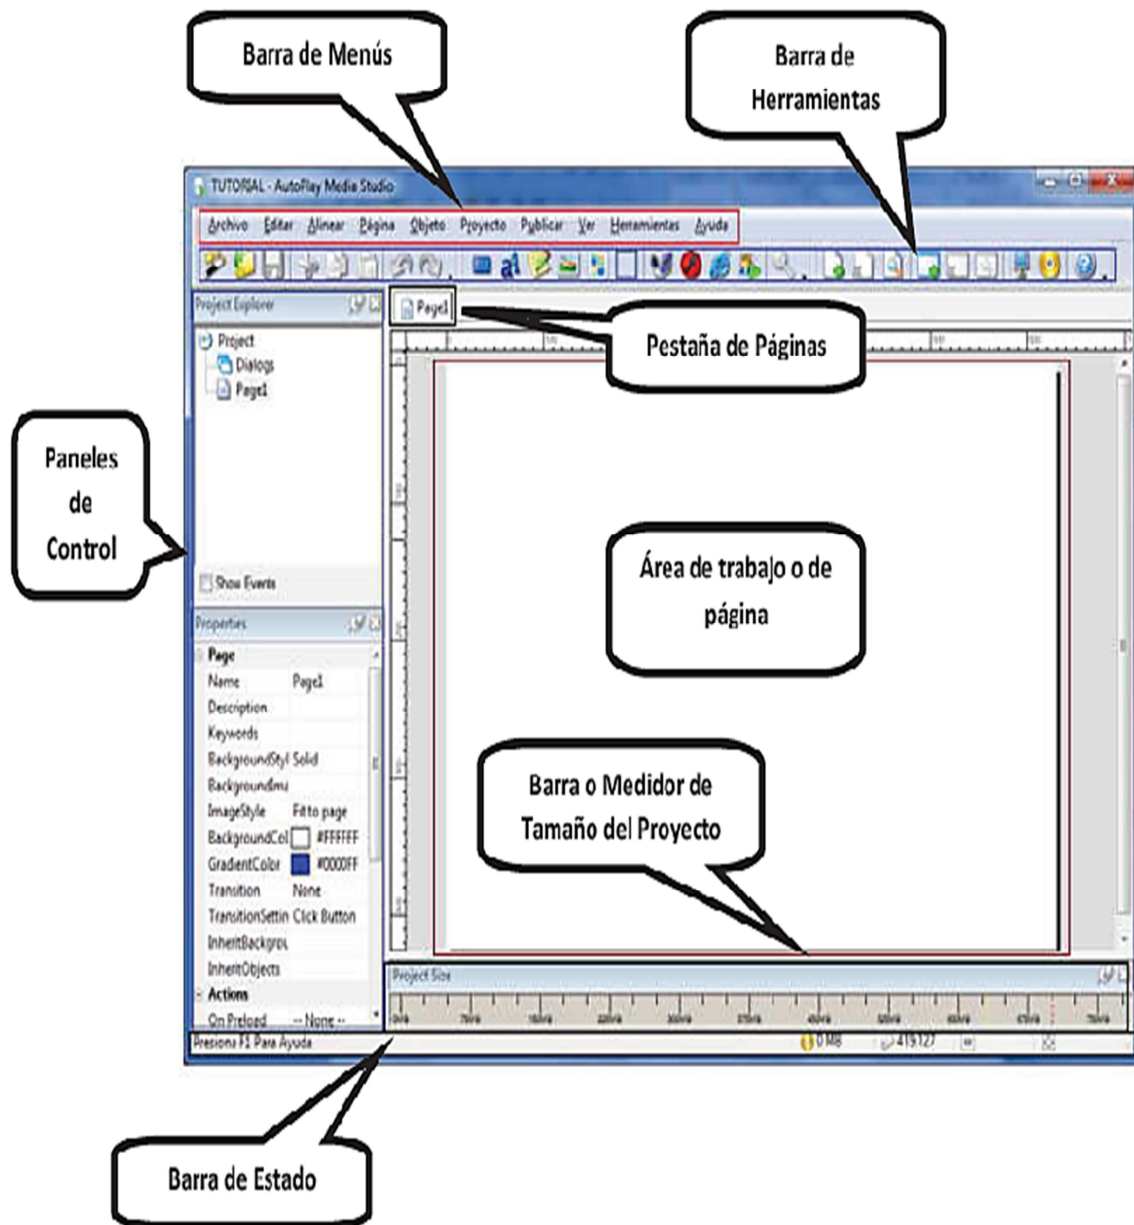 Barra de Menús
Barra de
Herramientas
TUTORIAL - AutoPlay Media Studio
Archivo Editar Alinear Página Objeto Proyecto Publicar Ver Herramientas Ayuda
Project Explorer
Page1
Project
Dialogs
Page1
Pestaña de Páginas
Paneles
de
Control
Área de trabajo o de
página
Show Events
Properties
Page
Name Page1
Description
Keywords
BackgroundStyl Solid
BackgroundIma
ImageStyle Fit to page
BackgroundCol #FFFFFF
GradientColor #0000FF
Transition None
TransitionSettin Click Button
InheritBackgrou
InheritObjects
Actions
On Preload -- None --
Barra o Medidor de
Tamaño del Proyecto
Project Size
Presiona F1 Para Ayuda
0 MB
419,127
Barra de Estado